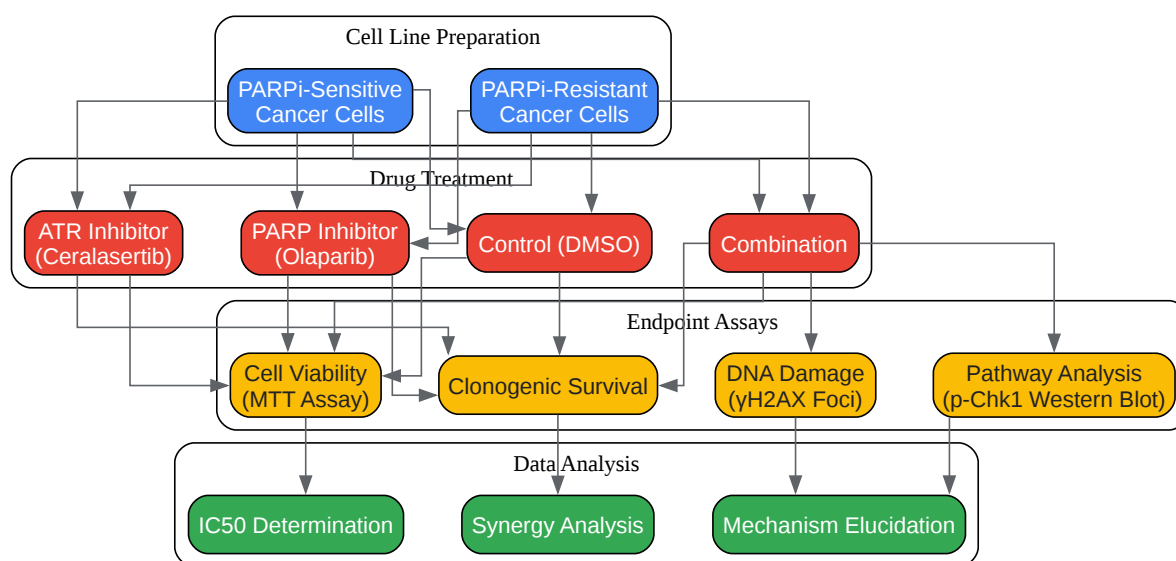 Cell Line Preparation
PARPi-Sensitive
Cancer Cells
PARPi-Resistant
Cancer Cells
Drug Treatment
ATR Inhibitor
(Ceralasertib)
PARP Inhibitor
(Olaparib)
Control (DMSO)
Combination
Endpoint Assays
Cell Viability
(MTT Assay)
Clonogenic Survival
DNA Damage
(γH2AX Foci)
Pathway Analysis
(p-Chk1 Western Blot)
Data Analysis
IC50 Determination
Synergy Analysis
Mechanism Elucidation